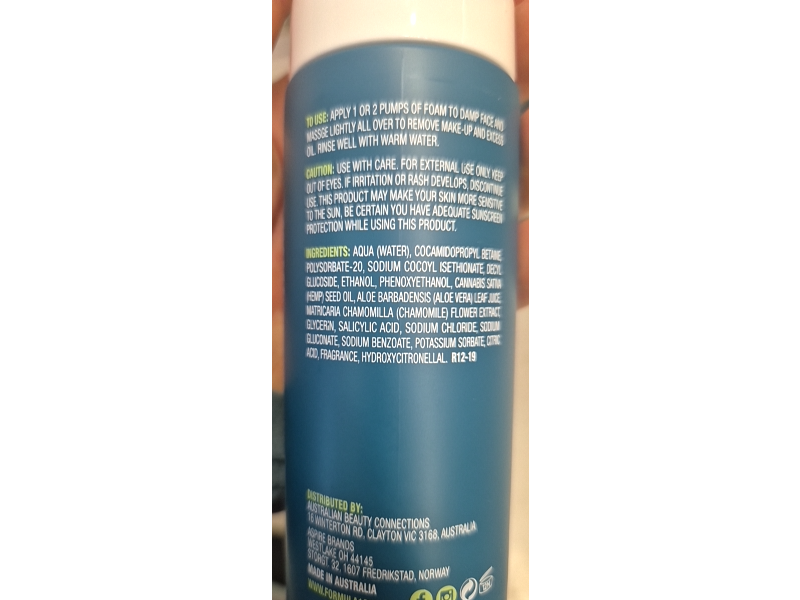 TO USE: APPLY 1 OR 2 PUMPS OF FOAM TO DAMP FACE AND
MASSGE LIGHTLY ALL OVER TO REMOVE MAKE-UP AND EXCESS
OIL. RINSE WELL WITH WARM WATER.
CAUTION: USE WITH CARE. FOR EXTERNAL USE ONLY. KEEP
OUT OF EYES. IF IRRITATION OR RASH DEVELOPS, DISCONTINUE
USE. THIS PRODUCT MAY MAKE YOUR SKIN MORE SENSITIVE
TO THE SUN, BE CERTAIN YOU HAVE ADEQUATE SUNSCREEN
PROTECTION WHILE USING THIS PRODUCT.
INGREDIENTS: AQUA (WATER), COCAMIDOPROPYL BETAINE,
POLYSORBATE-20, SODIUM COCOYL ISETHIONATE, DECYL
GLUCOSIDE, ETHANOL, PHENOXYETHANOL, CANNABIS SATIVA
(HEMP) SEED OIL, ALOE BARBADENSIS (ALOE VERA) LEAF JUICE,
MATRICARIA CHAMOMILLA (CHAMOMILE) FLOWER EXTRACT,
GLYCERIN, SALICYLIC ACID, SODIUM CHLORIDE, SODIUM
GLUCONATE, SODIUM BENZOATE, POTASSIUM SORBATE, CITRIC
ACID, FRAGRANCE, HYDROXYCITRONELLAL. R12-19
DISTRIBUTED BY:
AUSTRALIAN BEAUTY CONNECTIONS
16 WINTERTON RD, CLAYTON VIC 3168, AUSTRALIA
ASPIRE BRANDS
WESTLAKE OH 44145
STORGT. 32, 1607 FREDRIKSTAD, NORWAY
MADE IN AUSTRALIA